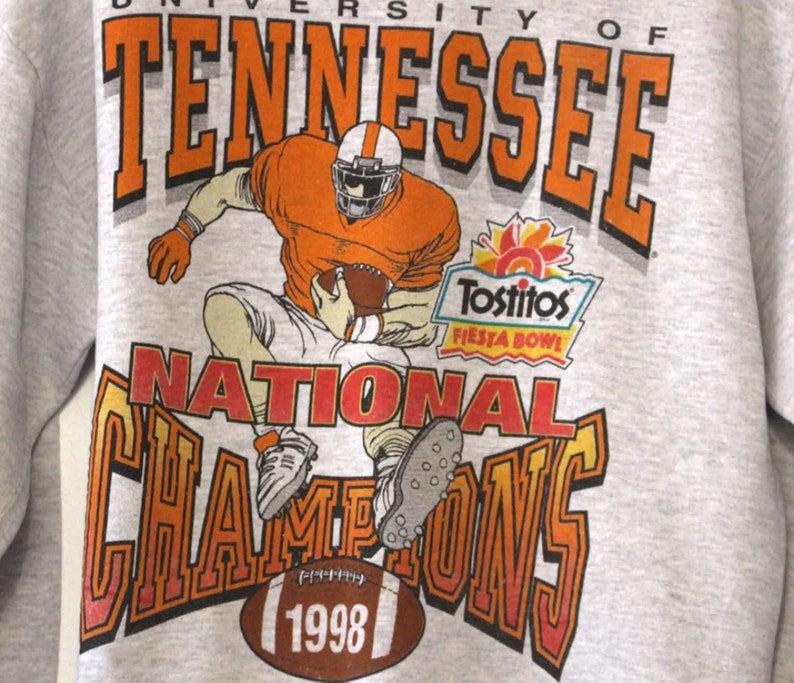 UNIVERSITY OF
TENNESSEE
®
Tostitos®
FIESTA BOWL
NATIONAL
CHAMPIONS
1998